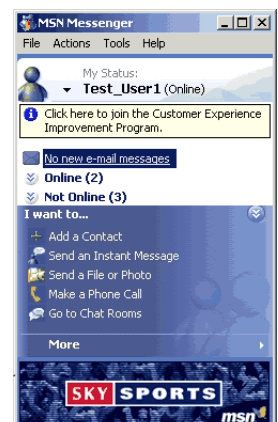 MSN Messenger
File Actions Tools Help
My Status:
Test_User1 (Online)
Click here to join the Customer Experience
Improvement Program.
No new e-mail messages
Online (2)
Not Online (3)
I want to...
Add a Contact
Send an Instant Message
Send a File or Photo
Make a Phone Call
Go to Chat Rooms
More
SKY SPORTS
msn